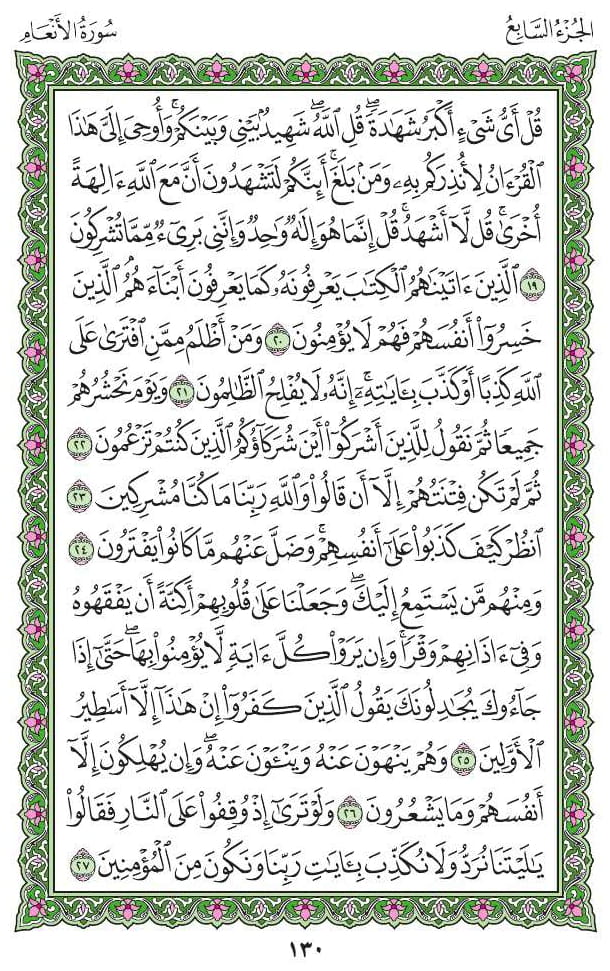 الجُزْءُ السَّابِعُ
سُورَةُ الأَنْعَامِ
قُلۡ أَيُّ شَيۡءٍ أَكۡبَرُ شَهَٰدَةٗۖ قُلِ ٱللَّهُۖ شَهِيدُۢ بَيۡنِي وَبَيۡنَكُمۡۚ وَأُوحِيَ إِلَيَّ هَٰذَا
ٱلۡقُرۡءَانُ لِأُنذِرَكُم بِهِۦ وَمَنۢ بَلَغَۚ أَئِنَّكُمۡ لَتَشۡهَدُونَ أَنَّ مَعَ ٱللَّهِ ءَالِهَةً
أُخۡرَىٰۚ قُل لَّآ أَشۡهَدُۚ قُلۡ إِنَّمَا هُوَ إِلَٰهٞ وَٰحِدٞ وَإِنَّنِي بَرِيٓءٞ مِّمَّا تُشۡرِكُونَ
١٩ ٱلَّذِينَ ءَاتَيۡنَٰهُمُ ٱلۡكِتَٰبَ يَعۡرِفُونَهُۥ كَمَا يَعۡرِفُونَ أَبۡنَآءَهُمُۘ ٱلَّذِينَ
خَسِرُوٓاْ أَنفُسَهُمۡ فَهُمۡ لَا يُؤۡمِنُونَ ٢٠ وَمَنۡ أَظۡلَمُ مِمَّنِ ٱفۡتَرَىٰ عَلَى
ٱللَّهِ كَذِبًا أَوۡ كَذَّبَ بِـَٔايَٰتِهِۦٓۚ إِنَّهُۥ لَا يُفۡلِحُ ٱلظَّٰلِمُونَ ٢١ وَيَوۡمَ نَحۡشُرُهُمۡ
جَمِيعٗا ثُمَّ نَقُولُ لِلَّذِينَ أَشۡرَكُوٓاْ أَيۡنَ شُرَكَآؤُكُمُ ٱلَّذِينَ كُنتُمۡ تَزۡعُمُونَ ٢٢
ثُمَّ لَمۡ تَكُن فِتۡنَتُهُمۡ إِلَّآ أَن قَالُواْ وَٱللَّهِ رَبِّنَا مَا كُنَّا مُشۡرِكِينَ ٢٣
ٱنظُرۡ كَيۡفَ كَذَبُواْ عَلَىٰٓ أَنفُسِهِمۡۚ وَضَلَّ عَنۡهُم مَّا كَانُواْ يَفۡتَرُونَ ٢٤
وَمِنۡهُم مَّن يَسۡتَمِعُ إِلَيۡكَۖ وَجَعَلۡنَا عَلَىٰ قُلُوبِهِمۡ أَكِنَّةً أَن يَفۡقَهُوهُ
وَفِيٓ ءَاذَانِهِمۡ وَقۡرٗاۚ وَإِن يَرَوۡاْ كُلَّ ءَايَةٖ لَّا يُؤۡمِنُواْ بِهَاۖ حَتَّىٰٓ إِذَا
جَآءُوكَ يُجَٰدِلُونَكَ يَقُولُ ٱلَّذِينَ كَفَرُوٓاْ إِنۡ هَٰذَآ إِلَّآ أَسَٰطِيرُ
ٱلۡأَوَّلِينَ ٢٥ وَهُمۡ يَنۡهَوۡنَ عَنۡهُ وَيَنۡـَٔوۡنَ عَنۡهُۖ وَإِن يُهۡلِكُونَ إِلَّآ
أَنفُسَهُمۡ وَمَا يَشۡعُرُونَ ٢٦ وَلَوۡ تَرَىٰٓ إِذۡ وُقِفُواْ عَلَى ٱلنَّارِ فَقَالُواْ
يَٰلَيۡتَنَا نُرَدُّ وَلَا نُكَذِّبَ بِـَٔايَٰتِ رَبِّنَا وَنَكُونَ مِنَ ٱلۡمُؤۡمِنِينَ ٢٧
١٣٠